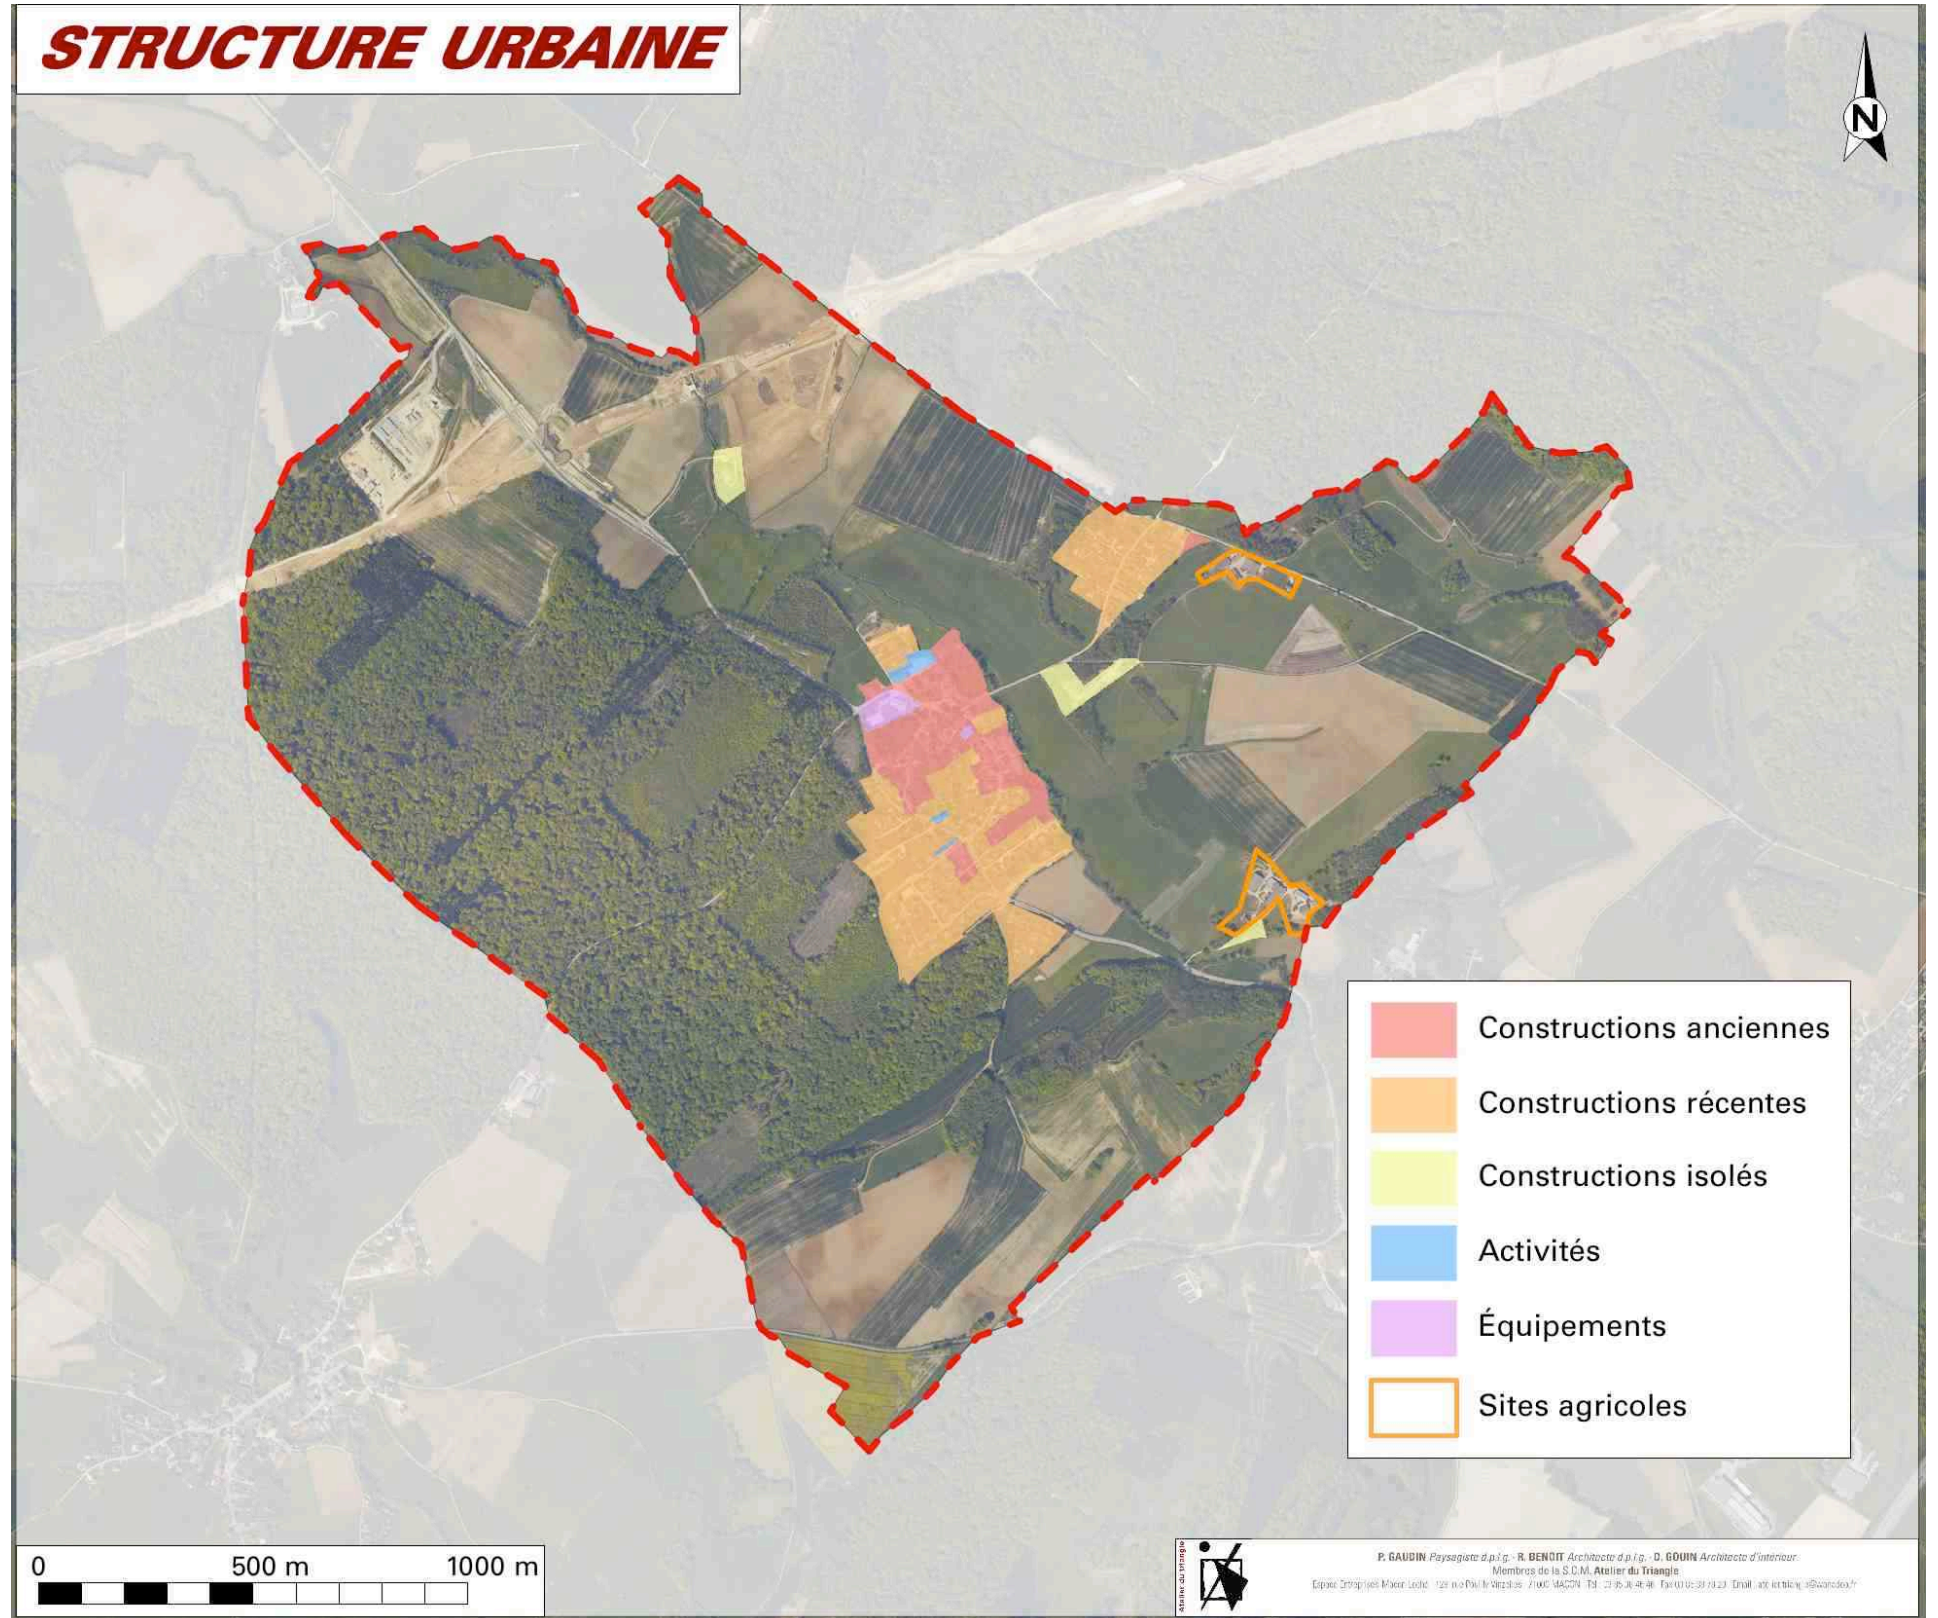 STRUCTURE URBAINE
N
Constructions anciennes
Constructions récentes
Constructions isolés
Activités
Équipements
Sites agricoles
0 500 m 1000 m
Atelier du triangle
P. GAUDIN Paysagiste d.p.l.g. - R. BENOIT Architecte d.p.l.g. - D. GOUIN Architecte d'intérieur
Membres de la S.C.M. Atelier du Triangle